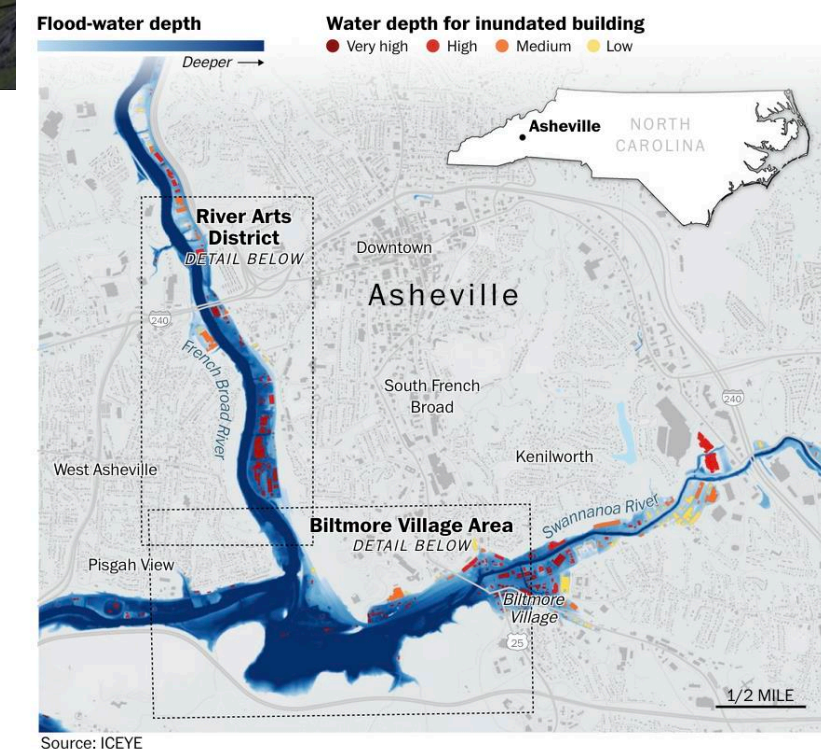 Flood-water depth
Deeper →
Water depth for inundated building
Very high
High
Medium
Low
Asheville
NORTH
CAROLINA
River Arts
District
DETAIL BELOW
Downtown
Asheville
240
French Broad River
South French
Broad
240
West Asheville
Kenilworth
Swannanoa River
Biltmore Village Area
DETAIL BELOW
Pisgah View
Biltmore
Village
25
1/2 MILE
Source: ICEYE